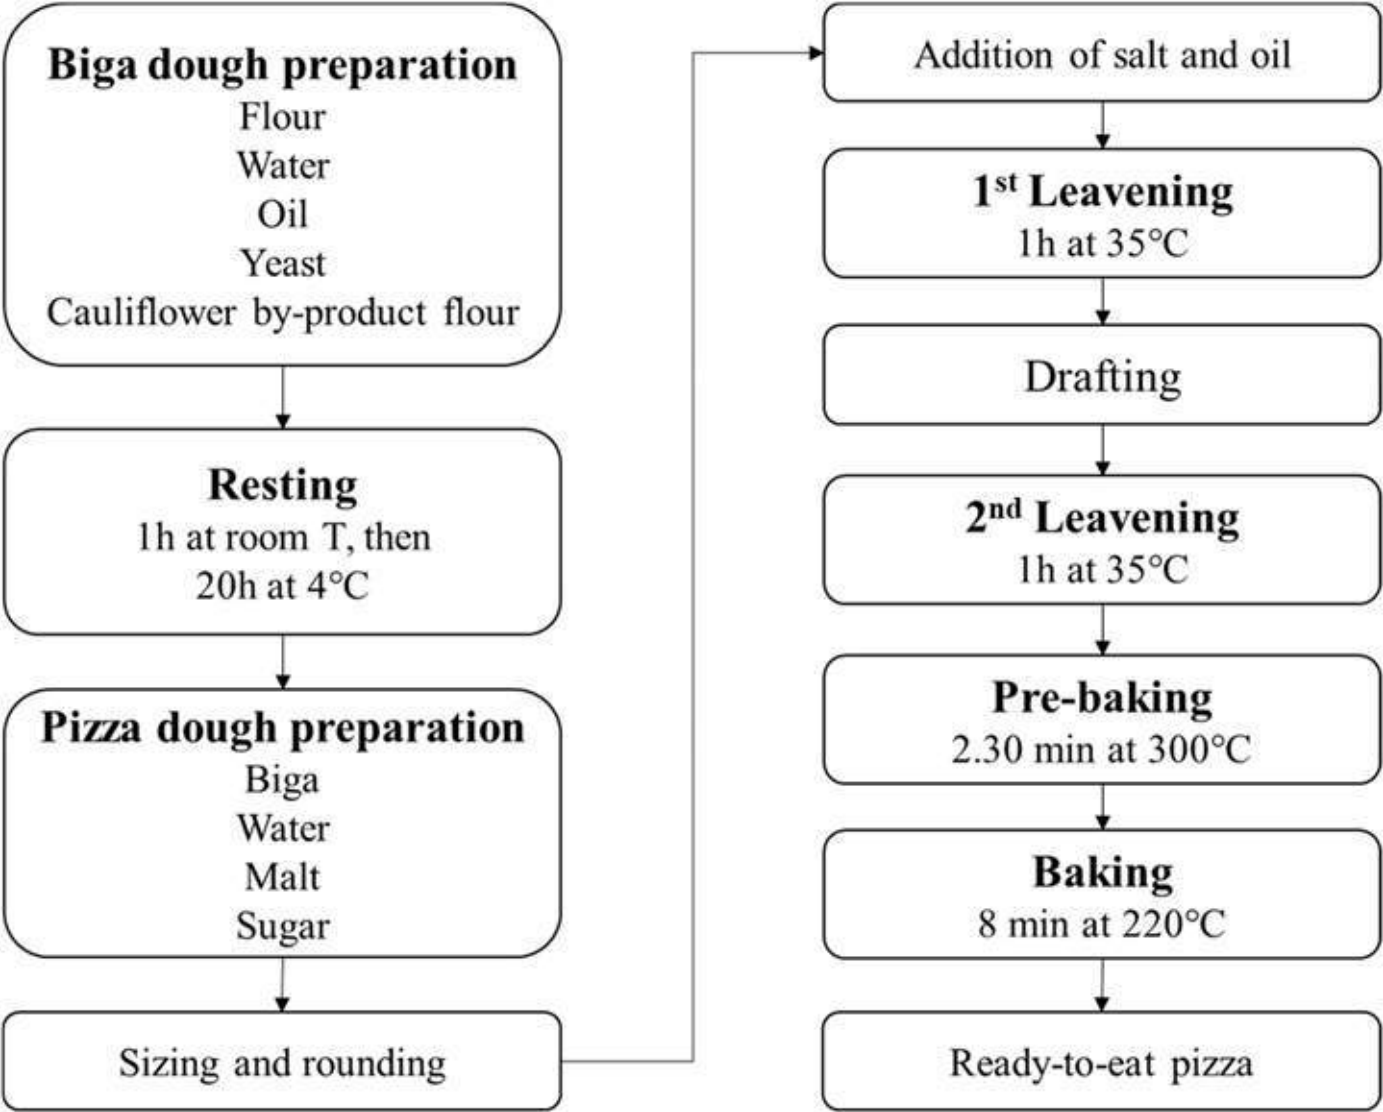 Biga dough preparation
Flour
Water
Oil
Yeast
Cauliflower by-product flour
Resting
1h at room T, then
20h at 4°C
Pizza dough preparation
Biga
Water
Malt
Sugar
Sizing and rounding
Addition of salt and oil
1st Leavening
1h at 35°C
Drafting
2nd Leavening
1h at 35°C
Pre-baking
2.30 min at 300°C
Baking
8 min at 220°C
Ready-to-eat pizza